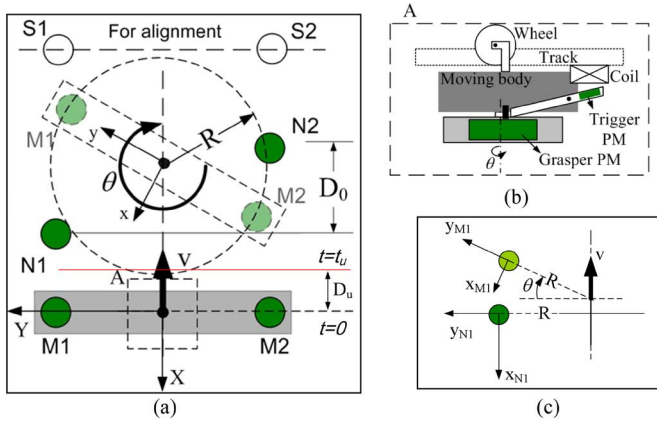 S1 For alignment S2
M1 y R N2
θ x D₀
M2
N1 t=tᵤ
A v Dᵤ
Y t=0
M1 M2
X
(a)
A
Wheel
Track
Moving body Coil
Trigger
PM
θ Grasper PM
(b)
yM1 v
R
xM1 θ
yN1 R
xN1
(c)